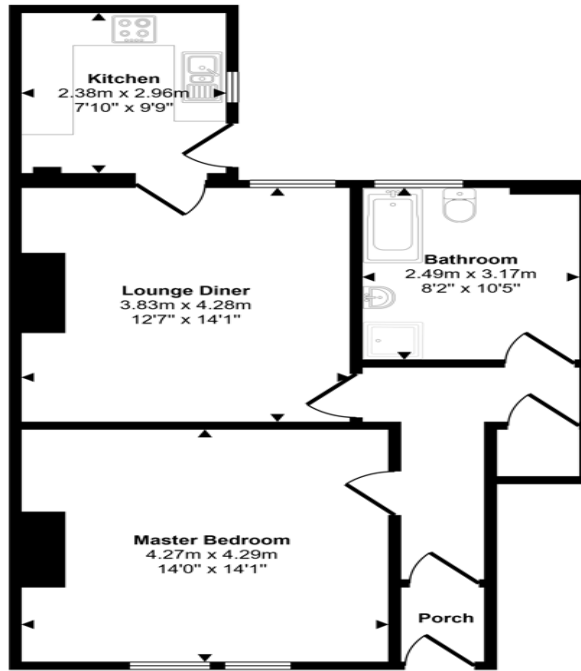 Kitchen
2.38m x 2.96m
7'10" x 9'9"
Lounge Diner
3.83m x 4.28m
12'7" x 14'1"
Bathroom
2.49m x 3.17m
8'2" x 10'5"
Master Bedroom
4.27m x 4.29m
14'0" x 14'1"
Porch